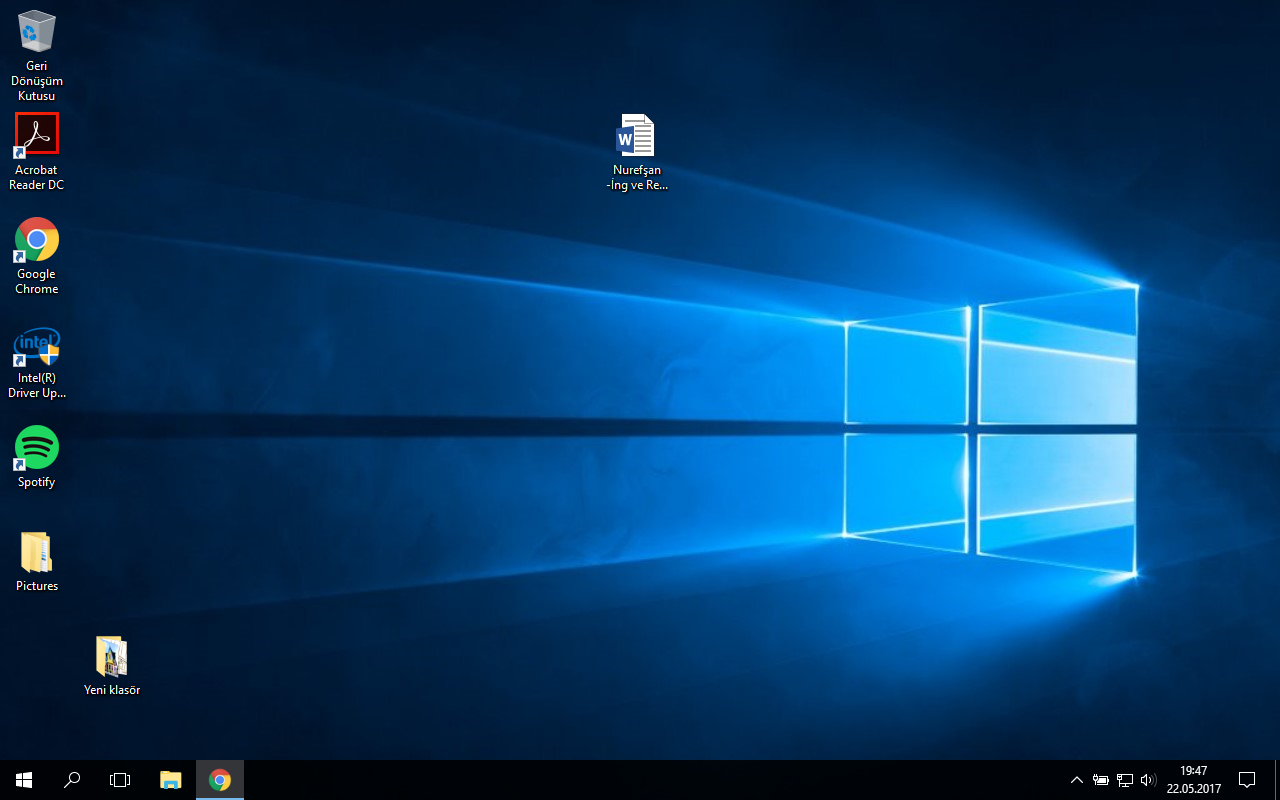 Geri
Dönüşüm
Kutusu
Acrobat
Reader DC
Google
Chrome
intel
Intel(R)
Driver Up...
Spotify
Pictures
Yeni klasör
W
Nurefşan
-İng ve Re...
19:47
22.05.2017